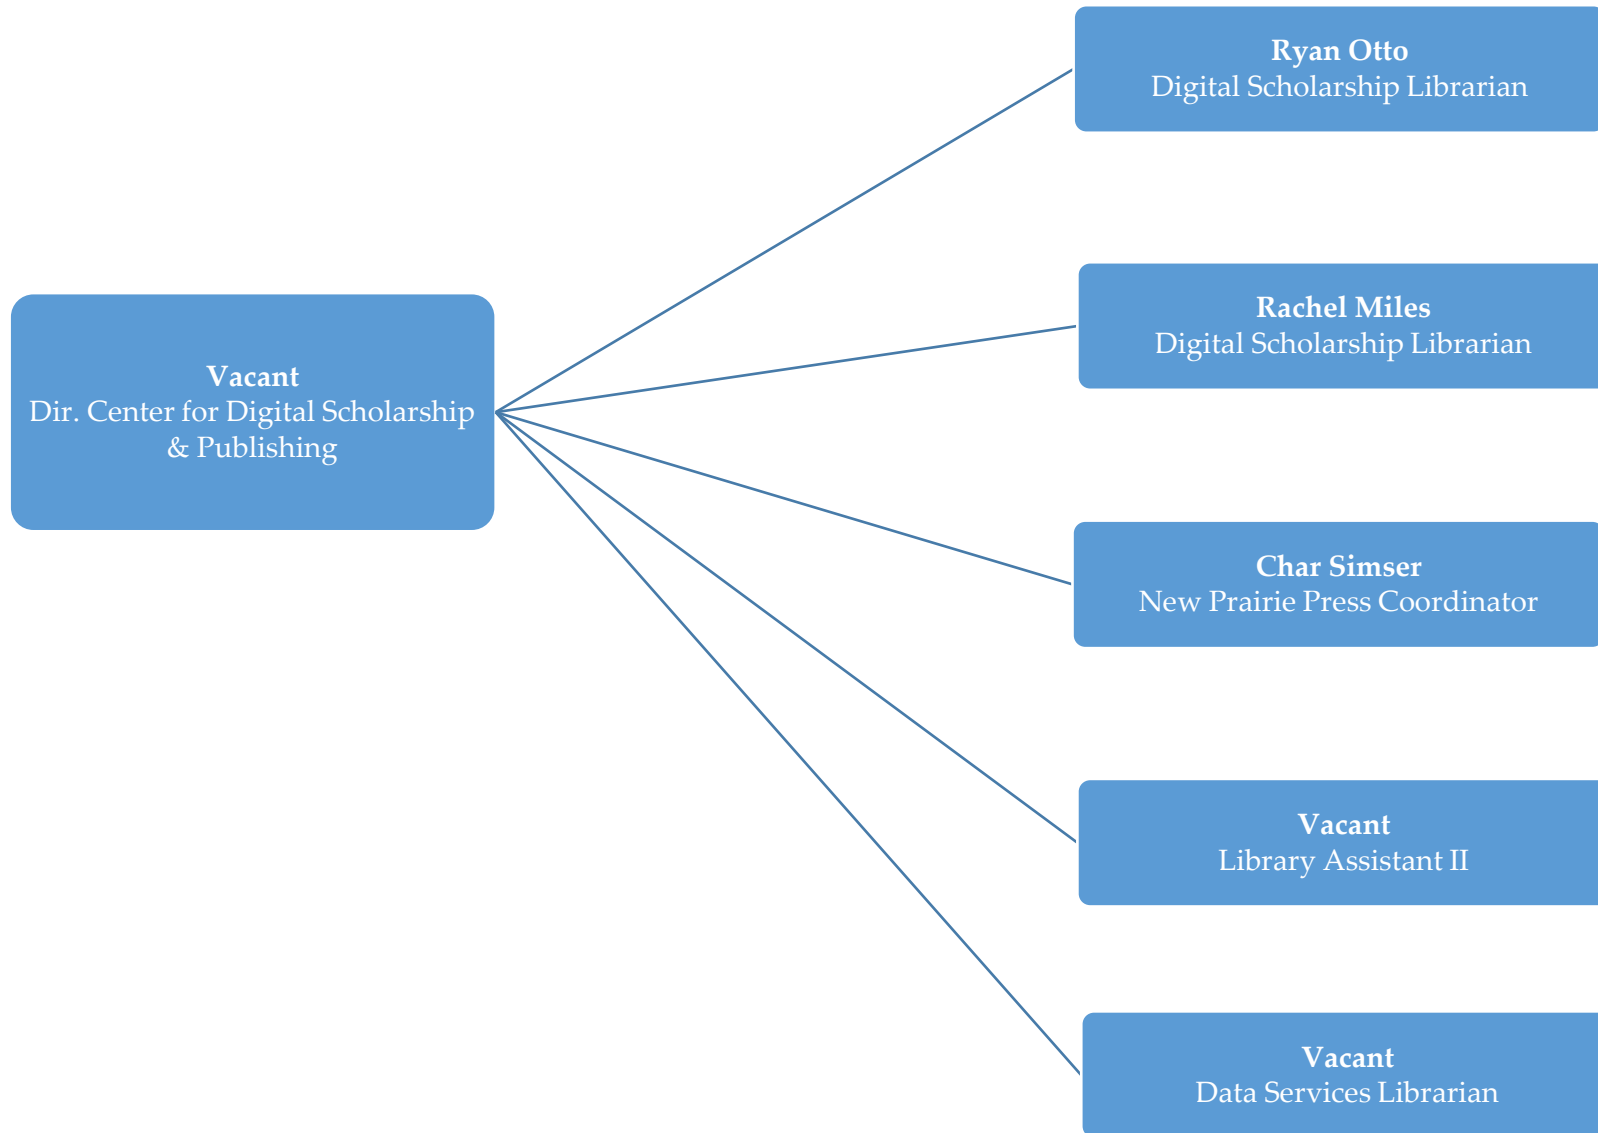 Ryan Otto
Digital Scholarship Librarian
Rachel Miles
Digital Scholarship Librarian
Vacant
Dir. Center for Digital Scholarship
& Publishing
Char Simser
New Prairie Press Coordinator
Vacant
Library Assistant II
Vacant
Data Services Librarian